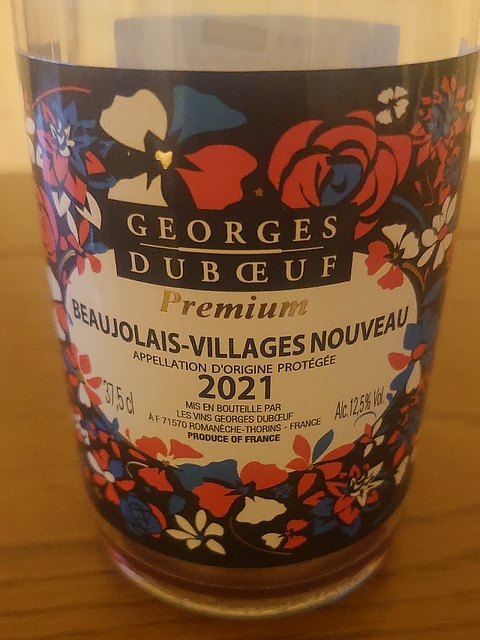 GEORGES
DUBŒUF
Premium
BEAUJOLAIS-VILLAGES NOUVEAU
APPELLATION D'ORIGINE PROTÉGÉE
2021
37,5 cl
MIS EN BOUTEILLE PAR
LES VINS GEORGES DUBŒUF
À F 71570 ROMANÈCHE-THORINS - FRANCE
PRODUCE OF FRANCE
Alc.12,5% Vol.